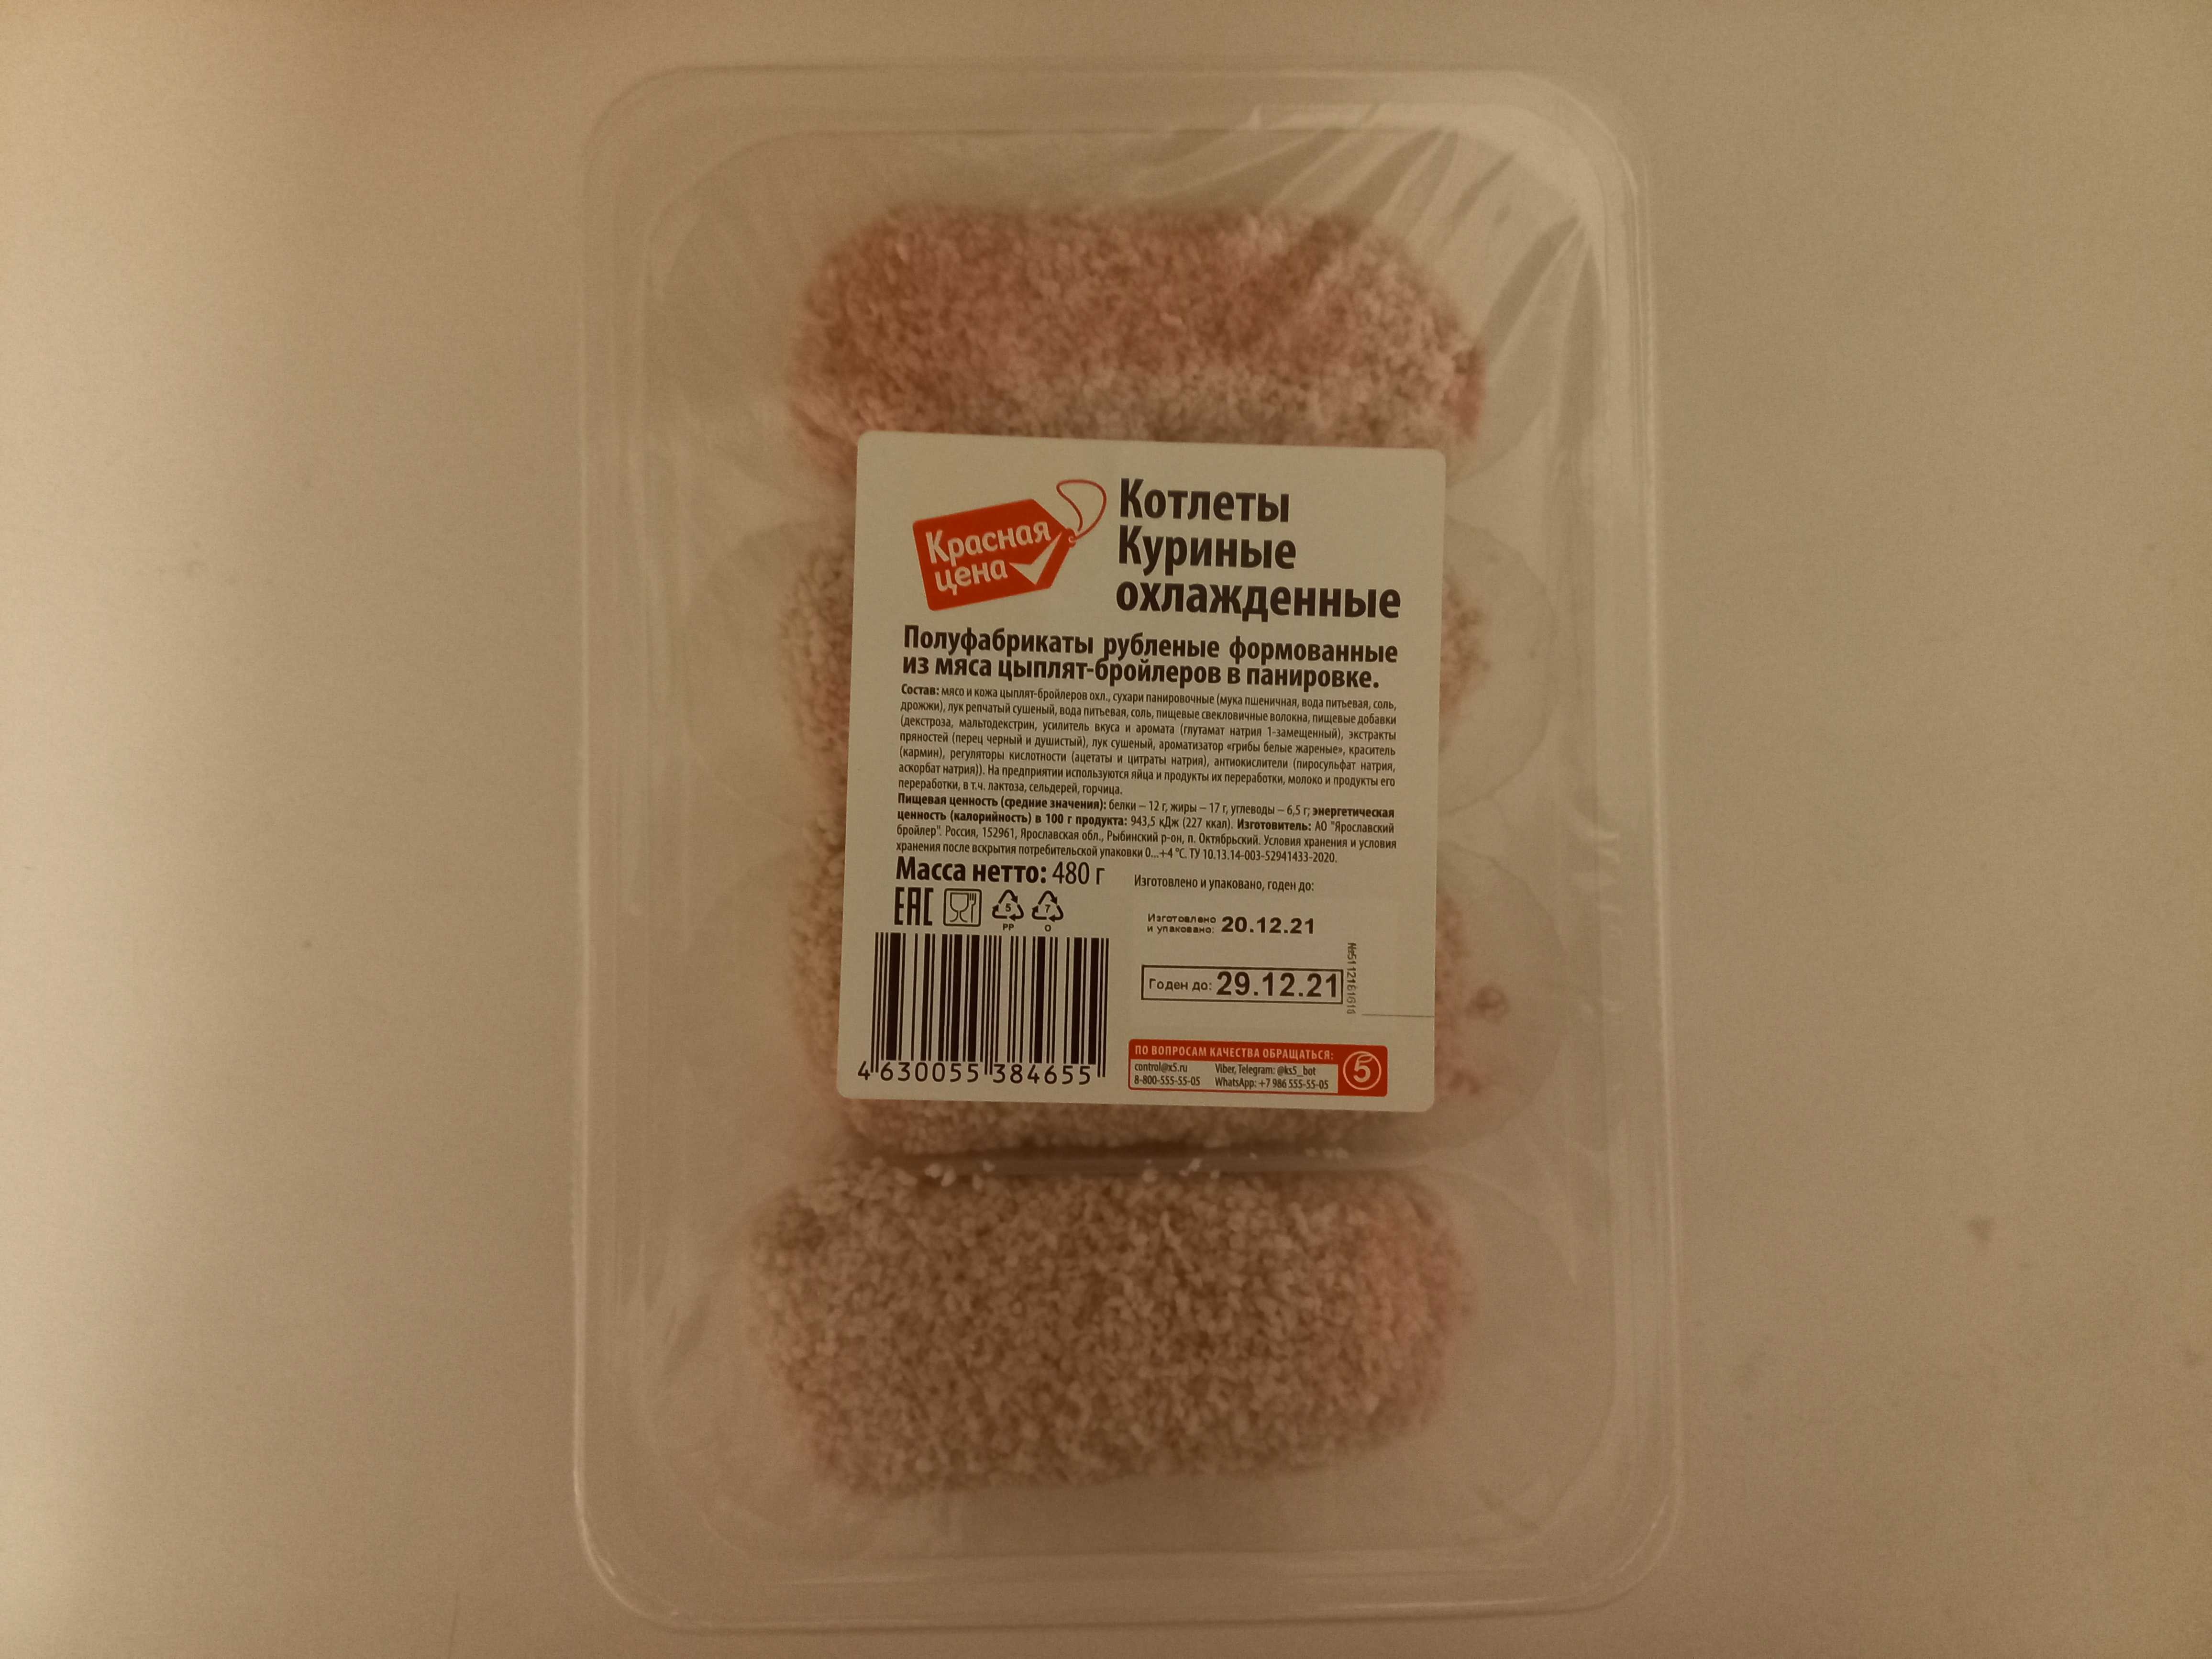 Красная
цена
Котлеты
Куриные
охлажденные
Полуфабрикаты рубленые формованные
из мяса цыплят-бройлеров в панировке.
Состав: мясо и кожа цыплят-бройлеров охл., сухари панировочные (мука пшеничная, вода питьевая, соль,
дрожжи), лук репчатый сушеный, вода питьевая, соль, пищевые свекловичные волокна, пищевые добавки
(декстроза, мальтодекстрин, усилитель вкуса и аромата (глутамат натрия 1-замещенный), экстракты
пряностей (перец черный и душистый), лук сушеный, ароматизатор «грибы белые жареные», краситель
(кармин), регуляторы кислотности (ацетаты и цитраты натрия), антиокислители (пиросульфат натрия,
аскорбат натрия)). На предприятии используются яйца и продукты их переработки, молоко и продукты его
переработки, в т.ч. лактоза, сельдерей, горчица.
Пищевая ценность (средние значения): белки – 12 г, жиры – 17 г, углеводы – 6,5 г; энергетическая
ценность (калорийность) в 100 г продукта: 943,5 кДж (227 ккал). Изготовитель: АО "Ярославский
бройлер". Россия, 152961, Ярославская обл., Рыбинский р-он, п. Октябрьский. Условия хранения и условия
хранения после вскрытия потребительской упаковки 0...+4 °С. ТУ 10.13.14-003-52941433-2020.
Масса нетто: 480 г
Изготовлено и упаковано, годен до:
ЕАС
5
PP
7
O
Изготовлено
и упаковано: 20.12.21
Годен до: 29.12.21
4 630055 384655
ПО ВОПРОСАМ КАЧЕСТВА ОБРАЩАТЬСЯ:
control@x5.ru Viber, Telegram: @ks5_bot
8-800-555-55-05 WhatsApp: +7 986 555-55-05
5